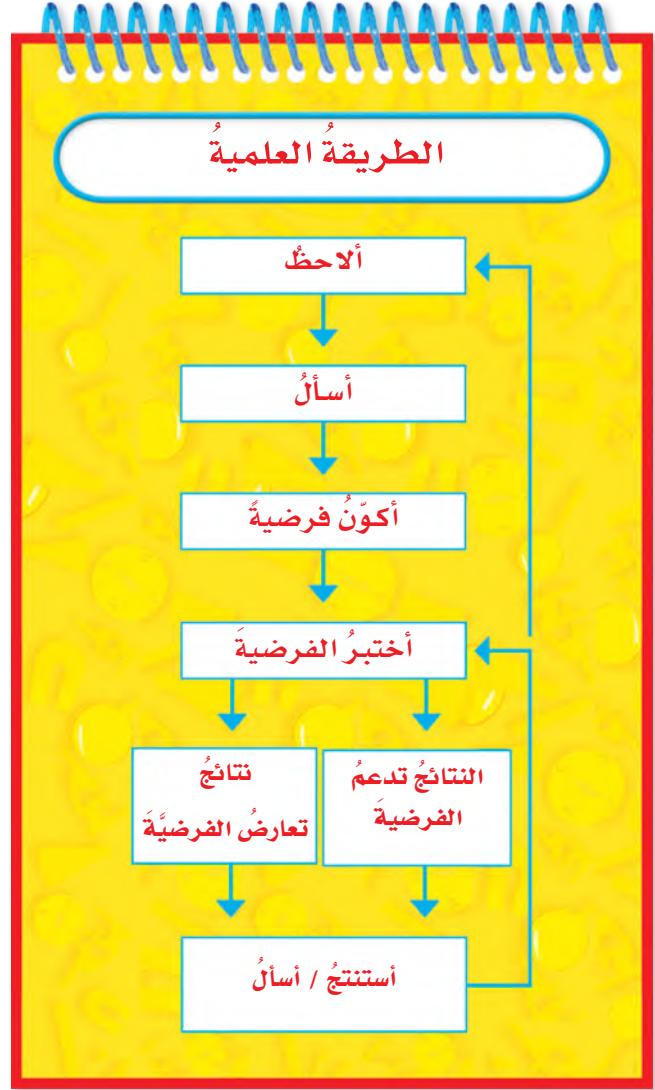 الطريقةُ العلميةُ
ألاحظُ
أسألُ
أكوّنُ فرضيةً
أختبرُ الفرضيةَ
النتائجُ تدعمُ
الفرضيةَ
نتائجُ
تعارضُ الفرضيَّةَ
أستنتجُ / أسألُ